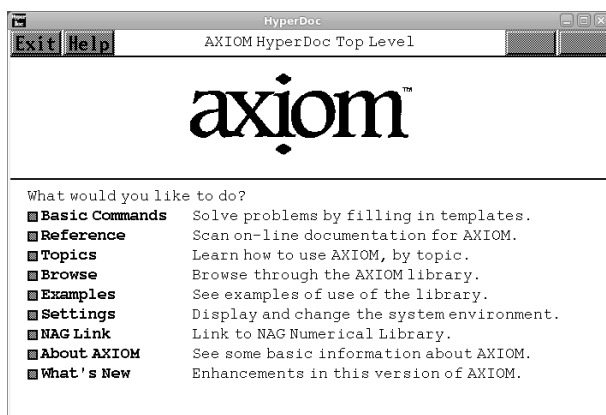 HyperDoc
Exit Help AXIOM HyperDoc Top Level
axiom™
What would you like to do?
Basic Commands Solve problems by filling in templates.
Reference Scan on-line documentation for AXIOM.
Topics Learn how to use AXIOM, by topic.
Browse Browse through the AXIOM library.
Examples See examples of use of the library.
Settings Display and change the system environment.
NAG Link Link to NAG Numerical Library.
About AXIOM See some basic information about AXIOM.
What's New Enhancements in this version of AXIOM.